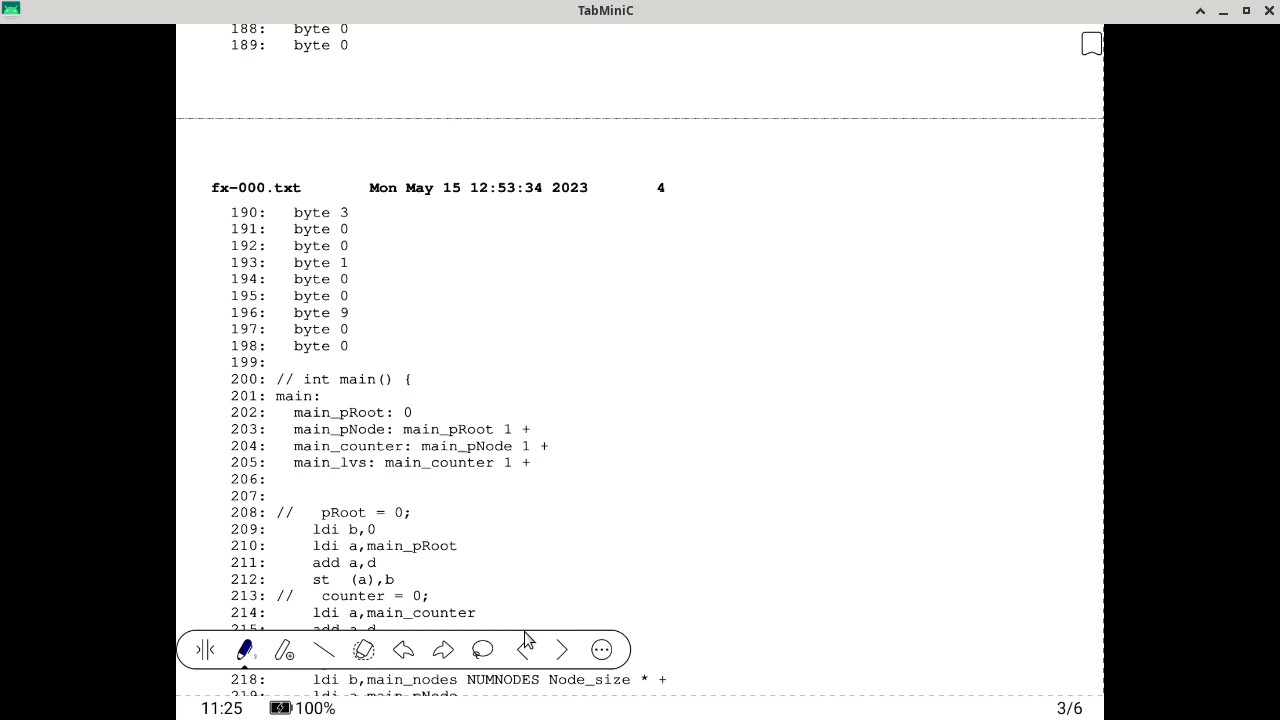 TabMiniC
188:   byte 0
189:   byte 0
fx-000.txt        Mon May 15 12:53:34 2023        4
190:   byte 3
191:   byte 0
192:   byte 0
193:   byte 1
194:   byte 0
195:   byte 0
196:   byte 9
197:   byte 0
198:   byte 0
199:
200: // int main() {
201: main:
202:   main_pRoot: 0
203:   main_pNode: main_pRoot 1 +
204:   main_counter: main_pNode 1 +
205:   main_lvs: main_counter 1 +
206:
207:
208: //   pRoot = 0;
209:     ldi b,0
210:     ldi a,main_pRoot
211:     add a,d
212:     st  (a),b
213: //   counter = 0;
214:     ldi a,main_counter
215:     add a,d
218:     ldi b,main_nodes NUMNODES Node_size * +
219:     ldi a,main_pNode
11:25 100% 3/6